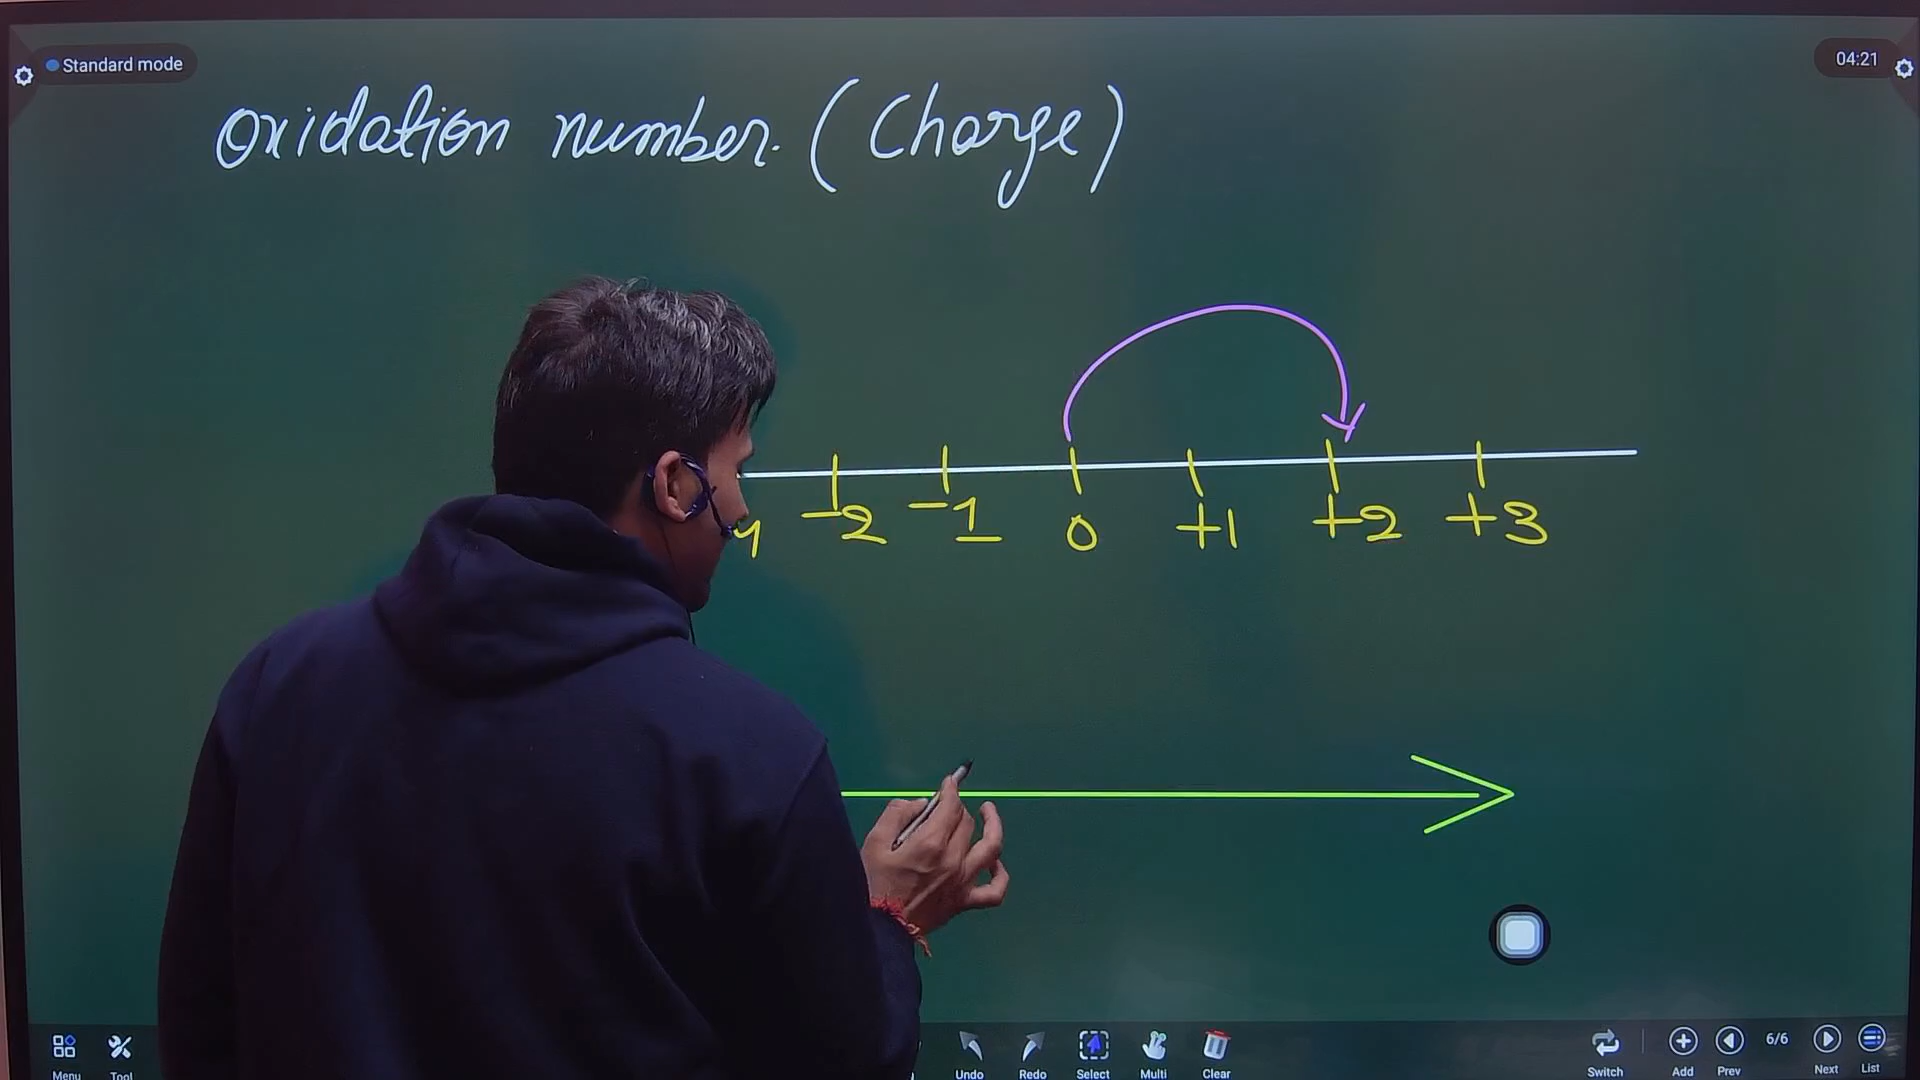 Standard mode
04:21
Oxidation number. (Charge)
-2 -1 0 +1 +2 +3
Menu Tool Undo Redo Select Multi Clear Switch Add Prev 6/6 Next List